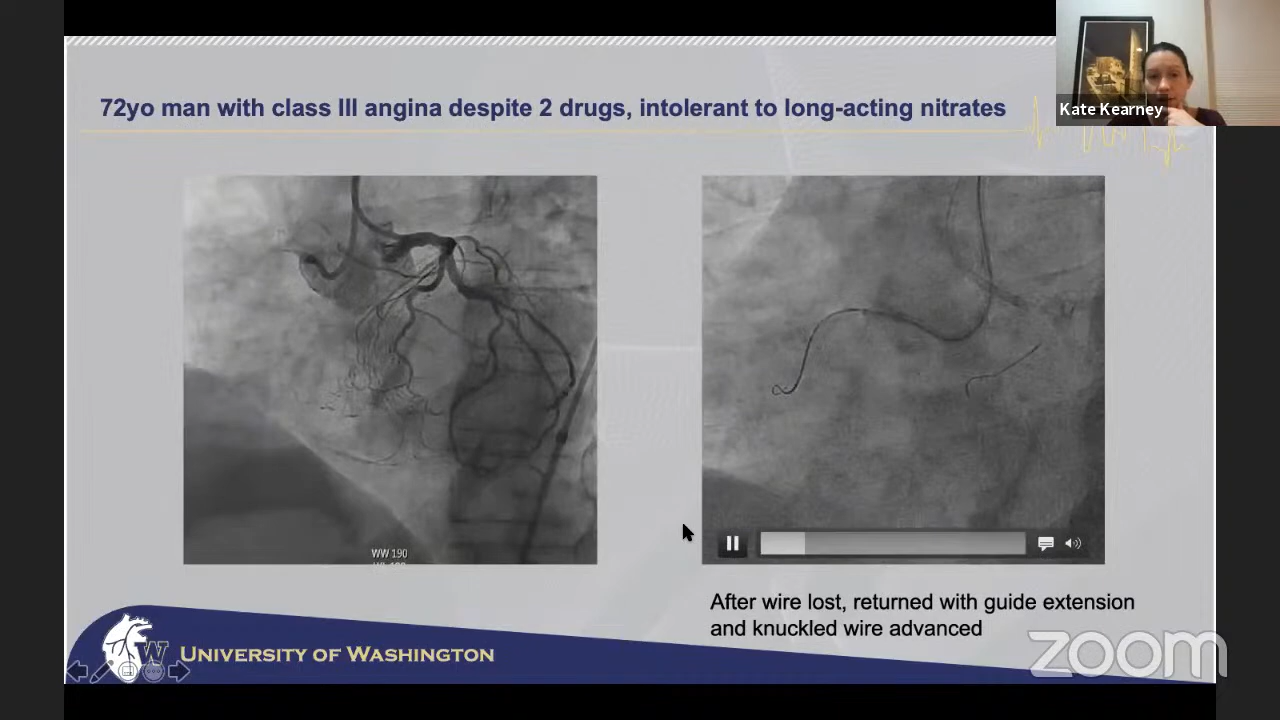 72yo man with class III angina despite 2 drugs, intolerant to long-acting nitrates
Kate Kearney
WW 190
After wire lost, returned with guide extension
and knuckled wire advanced
W
UNIVERSITY OF WASHINGTON
zoom